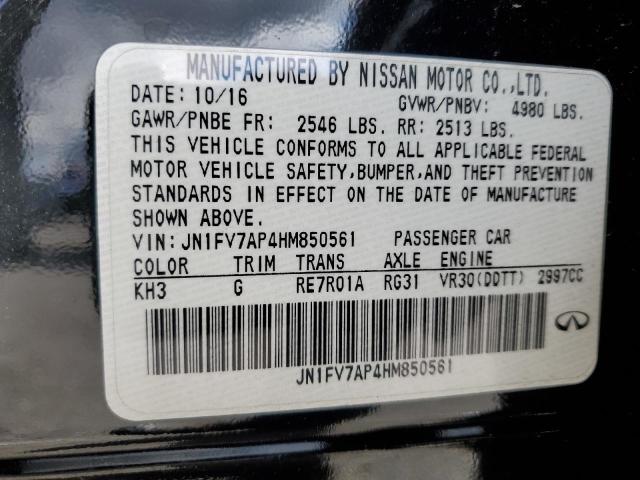 MANUFACTURED BY NISSAN MOTOR CO.,LTD.
DATE: 10/16 GVWR/PNBV: 4980 LBS.
GAWR/PNBE FR: 2546 LBS. RR: 2513 LBS.
THIS VEHICLE CONFORMS TO ALL APPLICABLE FEDERAL
MOTOR VEHICLE SAFETY,BUMPER,AND THEFT PREVENTION
STANDARDS IN EFFECT ON THE DATE OF MANUFACTURE
SHOWN ABOVE.
VIN: JN1FV7AP4HM850561 PASSENGER CAR
COLOR TRIM TRANS AXLE ENGINE
KH3 G RE7R01A RG31 VR30(DDTT) 2997CC
JN1FV7AP4HM850561